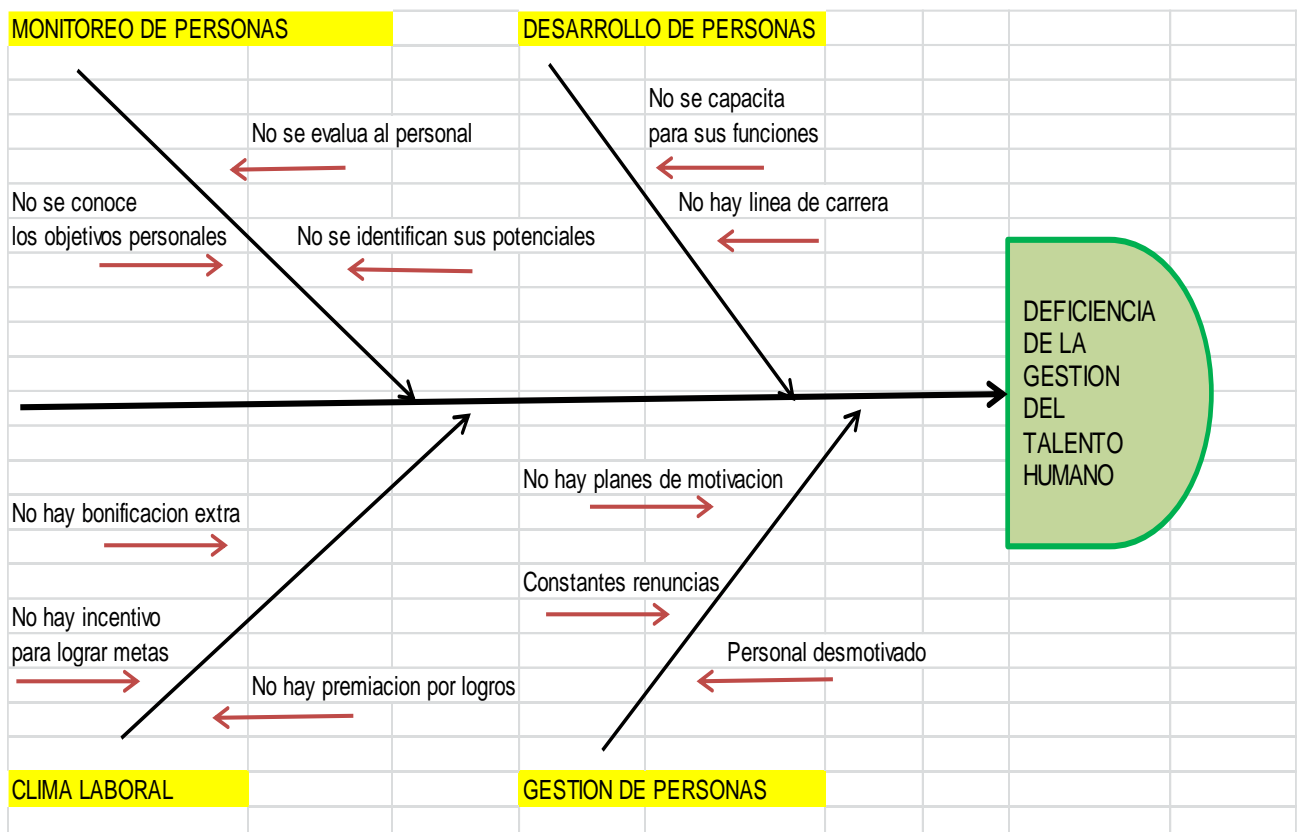 MONITOREO DE PERSONAS
DESARROLLO DE PERSONAS
No se capacita
para sus funciones
No se evalua al personal
No se conoce
los objetivos personales
No se identifican sus potenciales
No hay linea de carrera
DEFICIENCIA
DE LA
GESTION
DEL
TALENTO
HUMANO
No hay planes de motivacion
No hay bonificacion extra
Constantes renuncias
No hay incentivo
para lograr metas
Personal desmotivado
No hay premiacion por logros
CLIMA LABORAL
GESTION DE PERSONAS